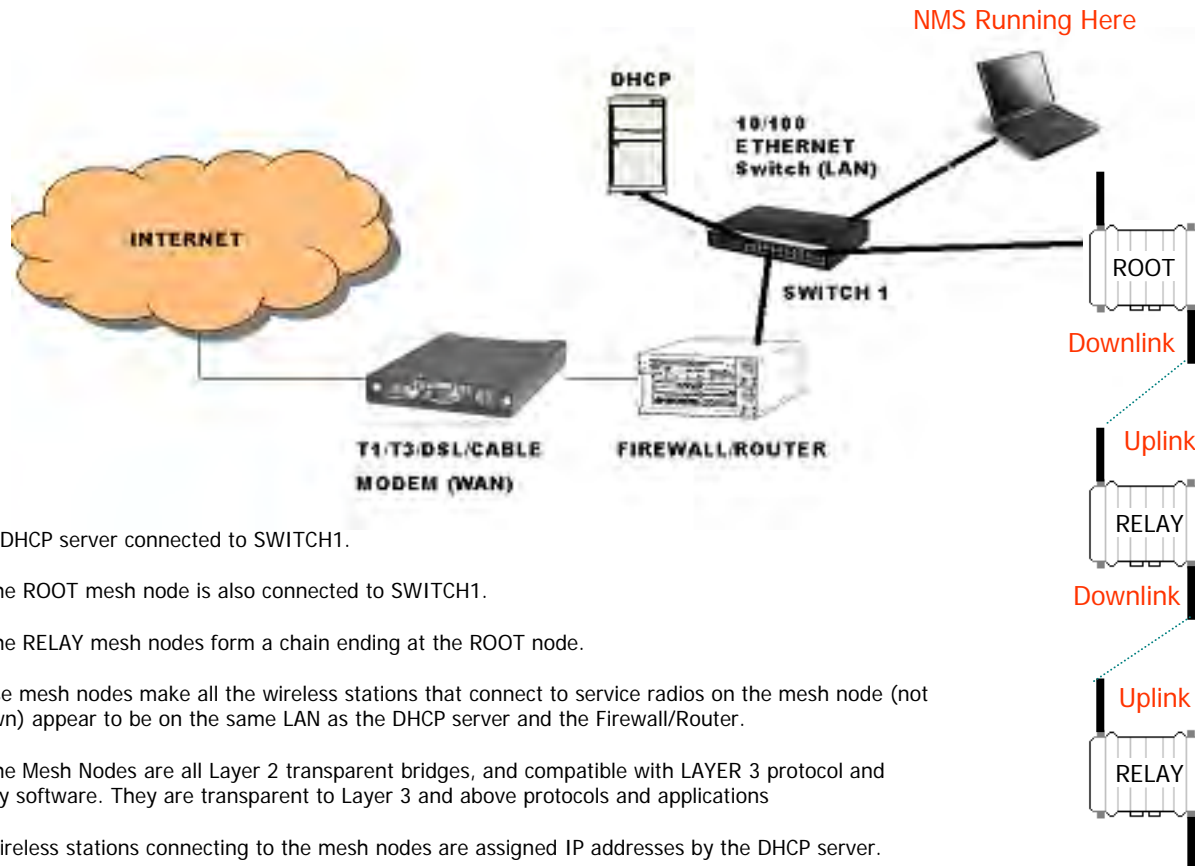 NMS Running Here
DHCP
10/100
ETHERNET
Switch (LAN)
INTERNET
ROOT
SWITCH 1
Downlink
T1/T3/DSL/CABLE
MODEM (WAN)
FIREWALL/ROUTER
Uplink
RELAY
DHCP server connected to SWITCH1.
he ROOT mesh node is also connected to SWITCH1.
Downlink
he RELAY mesh nodes form a chain ending at the ROOT node.
se mesh nodes make all the wireless stations that connect to service radios on the mesh node (not
wn) appear to be on the same LAN as the DHCP server and the Firewall/Router.
Uplink
he Mesh Nodes are all Layer 2 transparent bridges, and compatible with LAYER 3 protocol and
y software. They are transparent to Layer 3 and above protocols and applications
RELAY
ireless stations connecting to the mesh nodes are assigned IP addresses by the DHCP server.